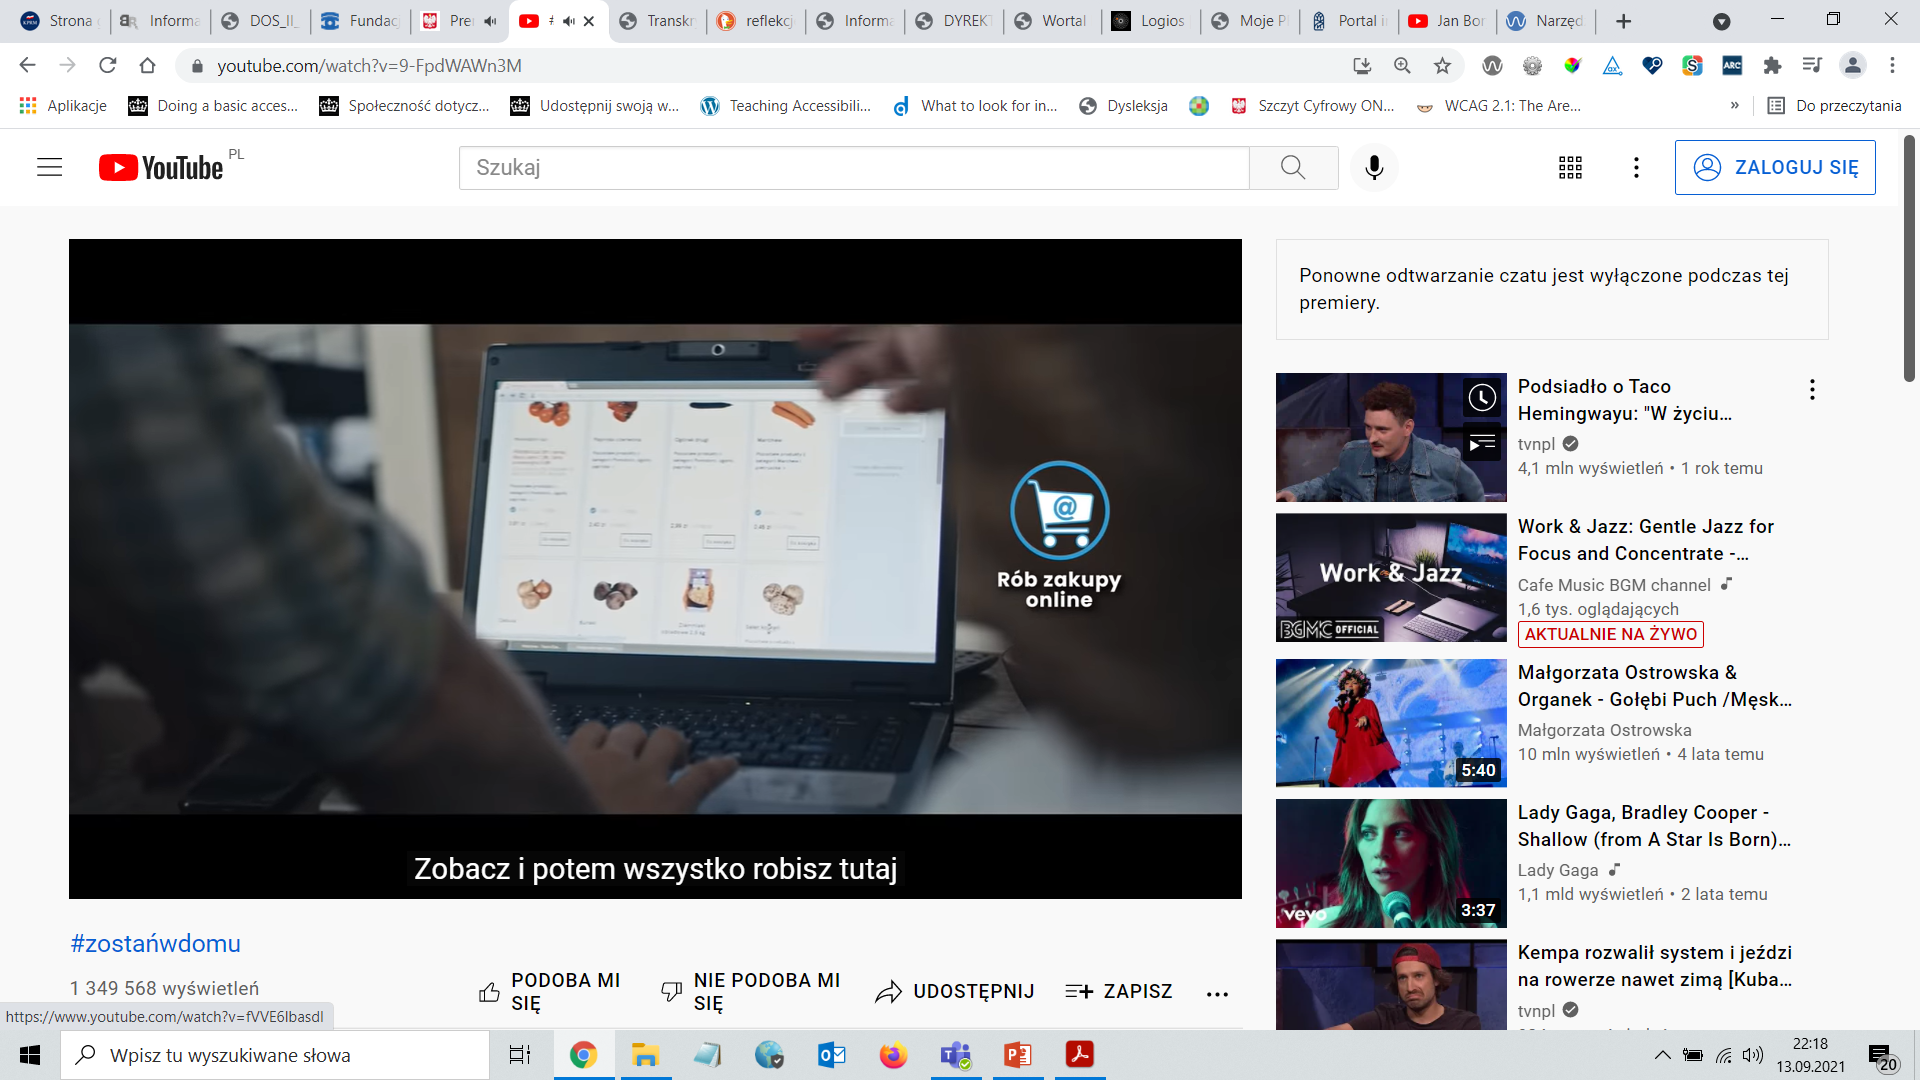 Strona
Informa
DOS_II_
Fundac
Pre
Transkr
reflekcj
Informa
DYREK
Wortal
Logios
Moje P
Portal i
Jan Bor
Narzęd
youtube.com/watch?v=9-FpdWAWn3M
Aplikacje
Doing a basic acces...
Społeczność dotycz...
Udostępnij swoją w...
Teaching Accessibili...
What to look for in...
Dysleksja
Szczyt Cyfrowy ON...
WCAG 2.1: The Are...
»
Do przeczytania
YouTube PL
Szukaj
ZALOGUJ SIĘ
Ponowne odtwarzanie czatu jest wyłączone podczas tej
premiery.
Rób zakupy
online
Zobacz i potem wszystko robisz tutaj
#zostańwdomu
1 349 568 wyświetleń
PODOBA MI
SIĘ
NIE PODOBA MI
SIĘ
UDOSTĘPNIJ
ZAPISZ
Podsiadło o Taco
Hemingwayu: "W życiu...
tvnpl
4,1 mln wyświetleń • 1 rok temu
Work & Jazz
BGMC OFFICIAL
Work & Jazz: Gentle Jazz for
Focus and Concentrate -...
Cafe Music BGM channel
1,6 tys. oglądających
AKTUALNIE NA ŻYWO
5:40
Małgorzata Ostrowska &
Organek - Gołębi Puch /Męsk...
Małgorzata Ostrowska
10 mln wyświetleń • 4 lata temu
vevo
3:37
Lady Gaga, Bradley Cooper -
Shallow (from A Star Is Born)...
Lady Gaga
1,1 mld wyświetleń • 2 lata temu
Kempa rozwalił system i jeździ
na rowerze nawet zimą [Kuba...
tvnpl
https://www.youtube.com/watch?v=fVVE6lbasdI
Wpisz tu wyszukiwane słowa
22:18
13.09.2021
20